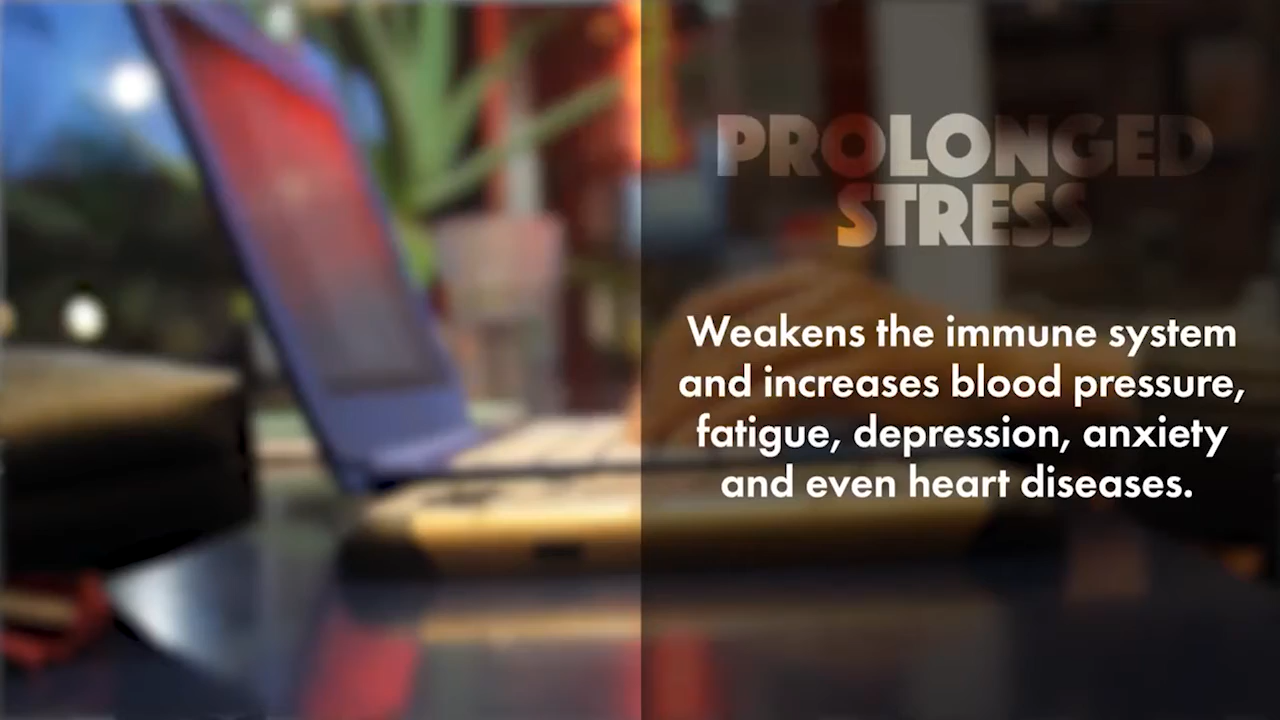 PROLONGED
STRESS
Weakens the immune system
and increases blood pressure,
fatigue, depression, anxiety
and even heart diseases.